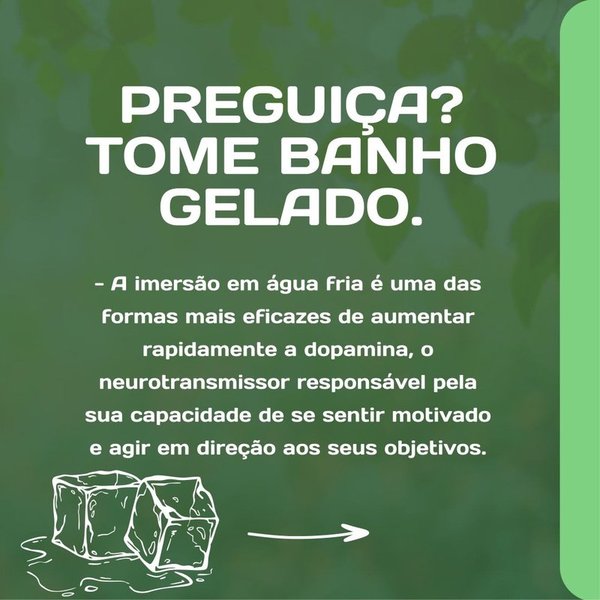 PREGUIÇA?
TOME BANHO
GELADO.
- A imersão em água fria é uma das
formas mais eficazes de aumentar
rapidamente a dopamina, o
neurotransmissor responsável pela
sua capacidade de se sentir motivado
e agir em direção aos seus objetivos.